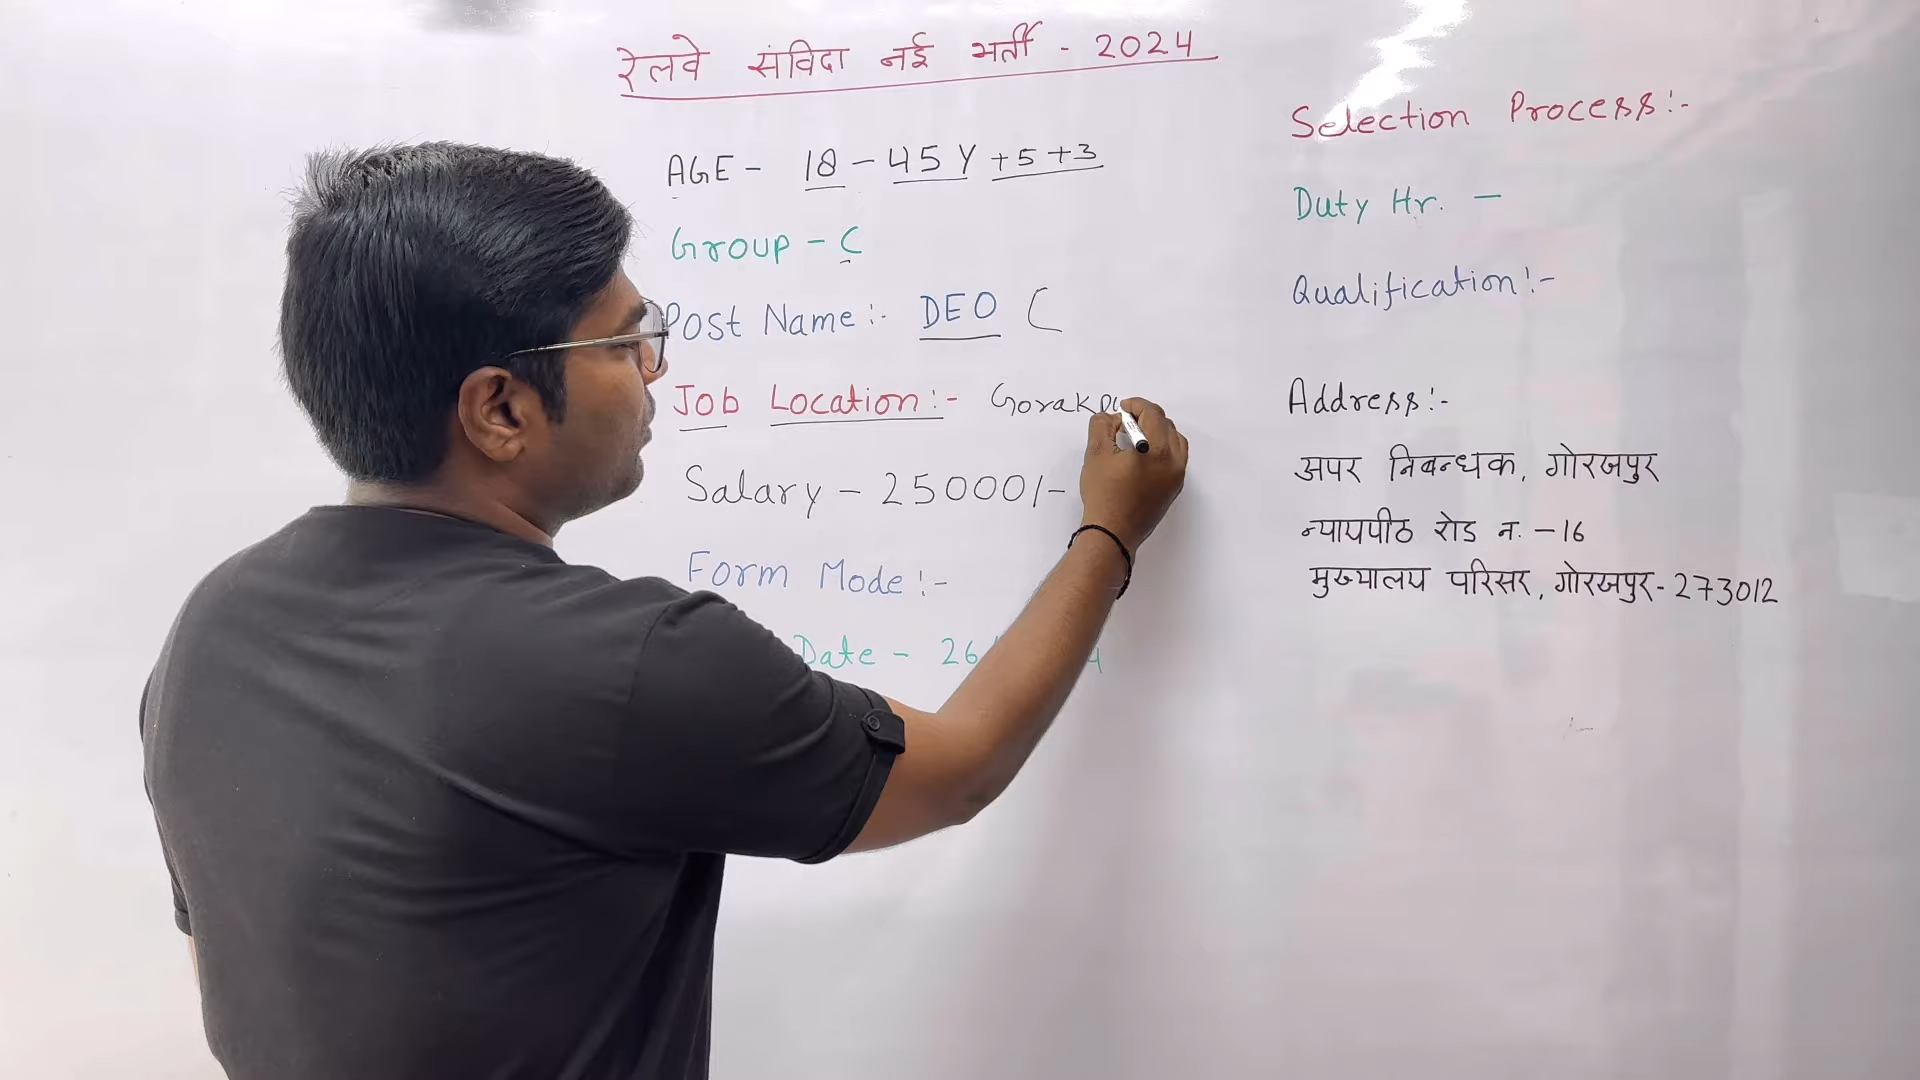 रेलवे संविदा नई भर्ती - 2024
AGE - 18 - 45 Y +5 +3
Group - C
Post Name :- DEO (
Job Location :- Gorakpu
Salary - 25000/-
Form Mode :-
Date - 26
Selection Process :-
Duty Hr. -
Qualification :-
Address :-
अपर निबन्धक, गोरखपुर
न्यायपीठ रोड न. - 16
मुख्यालय परिसर, गोरखपुर - 273012